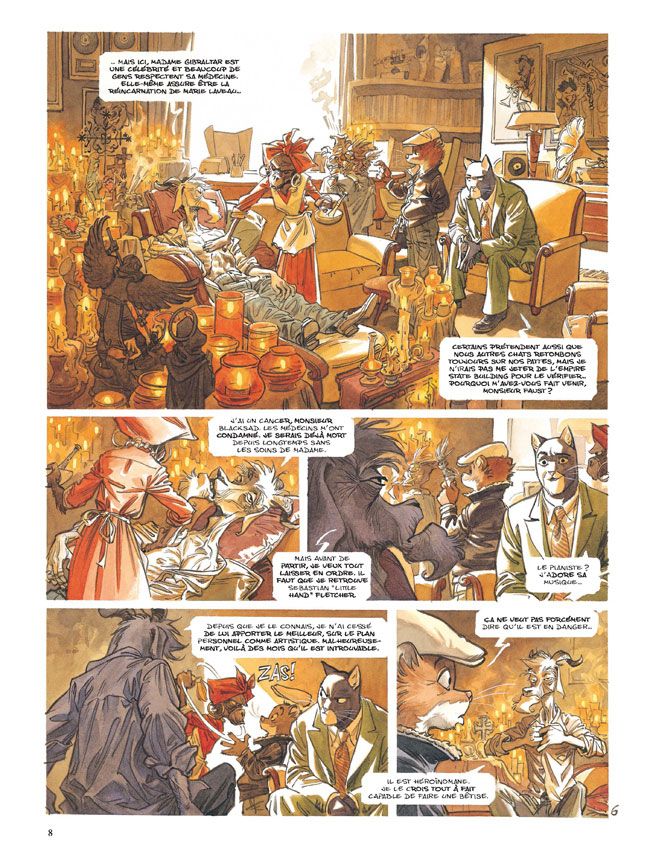 .. MAIS ICI, MADAME GIBRALTAR EST
UNE CÉLÉBRITÉ ET BEAUCOUP DE
GENS RESPECTENT SA MÉDECINE.
ELLE-MÊME ASSURE ÊTRE LA
RÉINCARNATION DE MARIE LAVEAU...
CERTAINS PRÉTENDENT AUSSI QUE
NOUS AUTRES CHATS RETOMBONS
TOUJOURS SUR NOS PATTES, MAIS JE
N'IRAIS PAS ME JETER DE L'EMPIRE
STATE BUILDING POUR LE VÉRIFIER...
POURQUOI M'AVEZ-VOUS FAIT VENIR,
MONSIEUR FAUST ?
J'AI UN CANCER, MONSIEUR
BLACKSAD. LES MÉDECINS M'ONT
CONDAMNÉ. JE SERAIS DÉJÀ MORT
DEPUIS LONGTEMPS SANS
LES SOINS DE MADAME.
MAIS AVANT DE
PARTIR, JE VEUX TOUT
LAISSER EN ORDRE. IL
FAUT QUE JE RETROUVE
SEBASTIAN "LITTLE
HAND" FLETCHER.
LE PIANISTE ?
J'ADORE SA
MUSIQUE...
DEPUIS QUE JE LE CONNAIS, JE N'AI CESSÉ
DE LUI APPORTER LE MEILLEUR, SUR LE PLAN
PERSONNEL COMME ARTISTIQUE. MALHEUREUSE-
MENT, VOILÀ DES MOIS QU'IL EST INTROUVABLE.
ZAS!
ÇA NE VEUT PAS FORCÉMENT
DIRE QU'IL EST EN DANGER...
IL EST HÉROÏNOMANE.
JE LE CROIS TOUT À FAIT
CAPABLE DE FAIRE UNE BÊTISE.
6
8